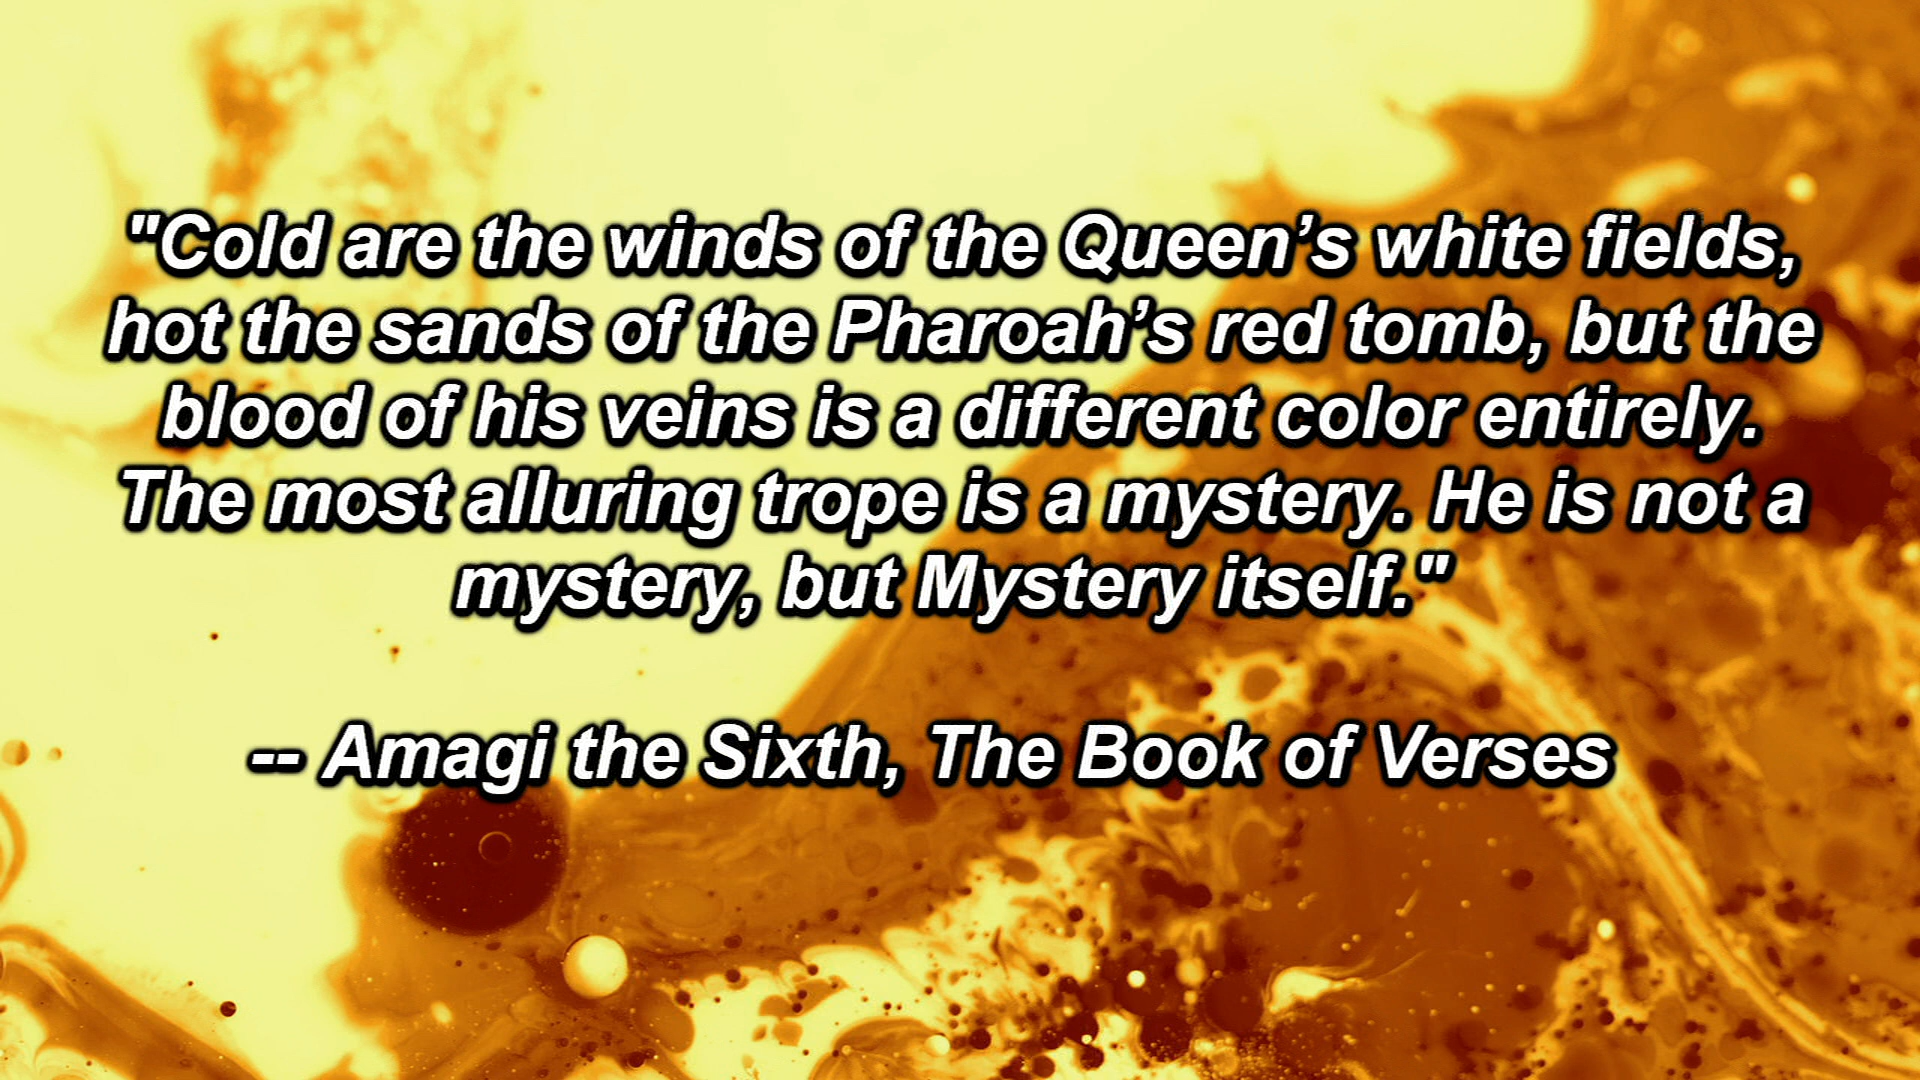 "Cold are the winds of the Queen’s white fields,
hot the sands of the Pharoah’s red tomb, but the
blood of his veins is a different color entirely.
The most alluring trope is a mystery. He is not a
mystery, but Mystery itself."
-- Amagi the Sixth, The Book of Verses